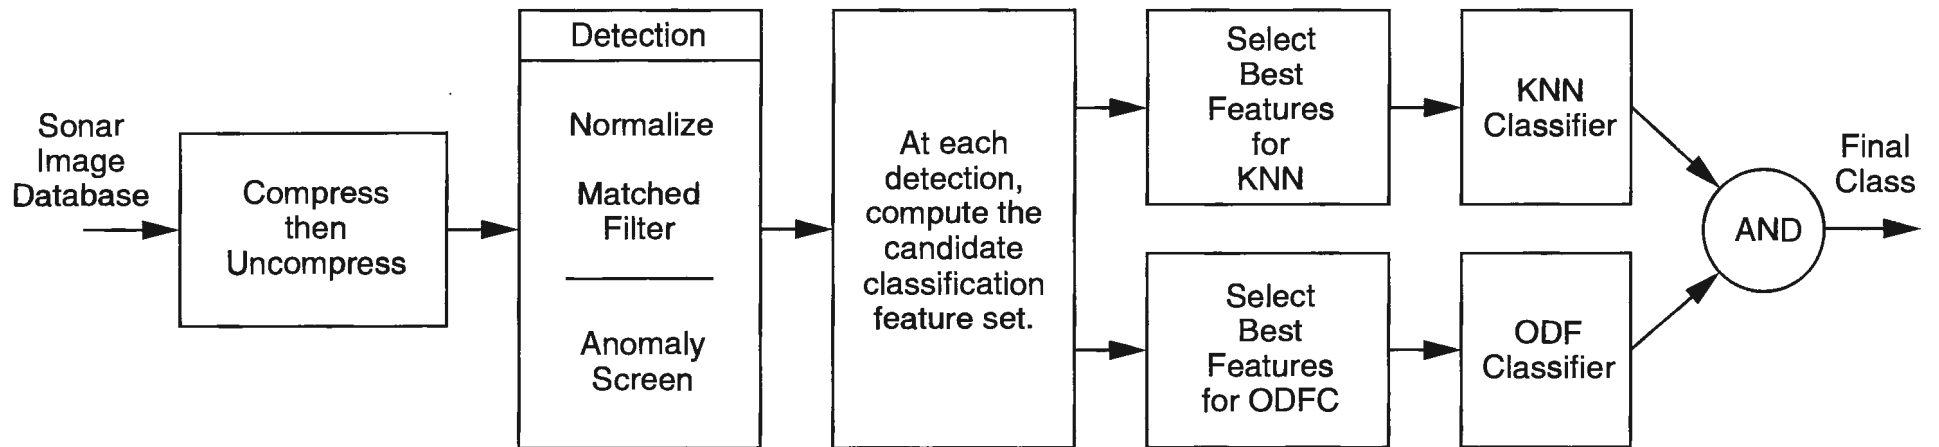 Sonar
Image
Database
Compress
then
Uncompress
Detection
Normalize
Matched
Filter
Anomaly
Screen
At each
detection,
compute the
candidate
classification
feature set.
Select
Best
Features
for
KNN
KNN
Classifier
Select
Best
Features
for ODFC
ODF
Classifier
AND
Final
Class